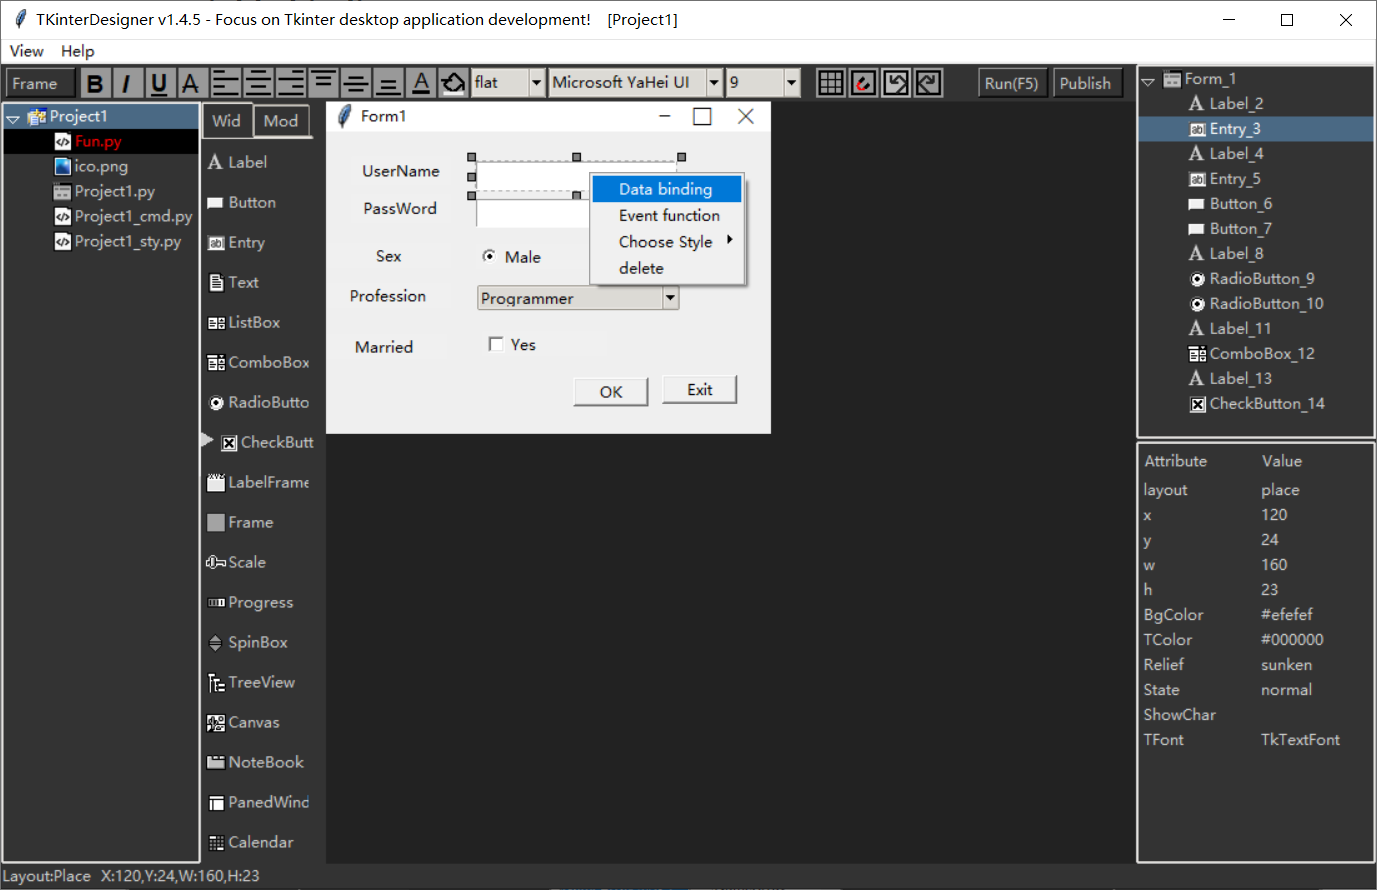 TKinterDesigner v1.4.5 - Focus on Tkinter desktop application development! [Project1]
View Help
Frame B I U A A flat Microsoft YaHei UI 9 Run(F5) Publish
Project1
Fun.py
ico.png
Project1.py
Project1_cmd.py
Project1_sty.py
Wid Mod
Label
Button
Entry
Text
ListBox
ComboBox
RadioButto
CheckButt
LabelFrame
Frame
Scale
Progress
SpinBox
TreeView
Canvas
NoteBook
PanedWind
Calendar
Form1
UserName
PassWord
Sex Male
Profession Programmer
Married Yes
OK Exit
Data binding
Event function
Choose Style
delete
Form_1
Label_2
Entry_3
Label_4
Entry_5
Button_6
Button_7
Label_8
RadioButton_9
RadioButton_10
Label_11
ComboBox_12
Label_13
CheckButton_14
Attribute Value
layout place
x 120
y 24
w 160
h 23
BgColor #efefef
TColor #000000
Relief sunken
State normal
ShowChar
TFont TkTextFont
Layout:Place X:120,Y:24,W:160,H:23